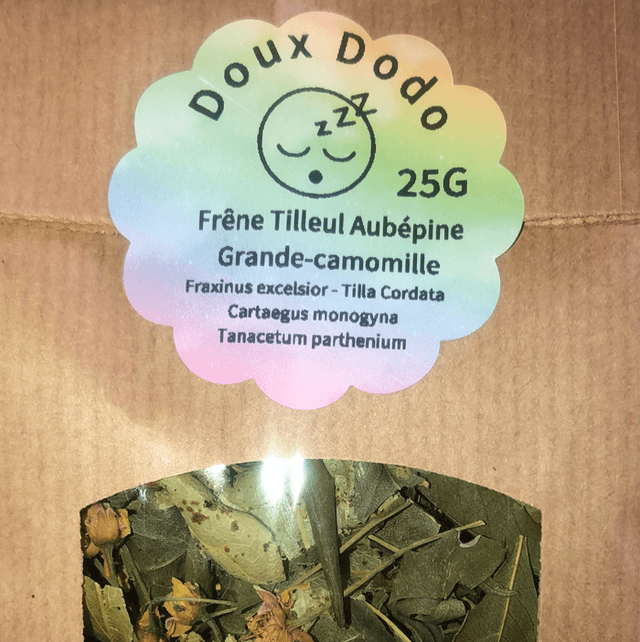 Doux Dodo
zzZ
25G
Frêne Tilleul Aubépine
Grande-camomille
Fraxinus excelsior - Tilla Cordata
Cartaegus monogyna
Tanacetum parthenium